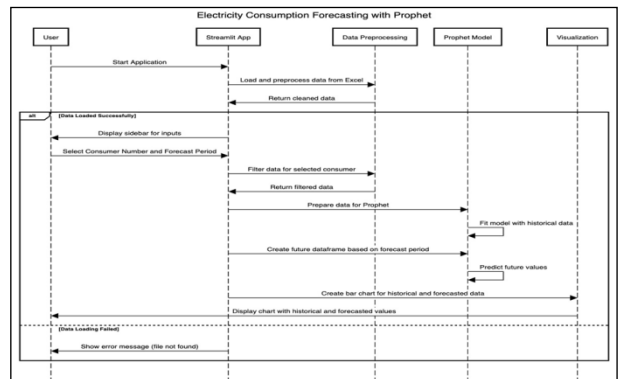 Electricity Consumption Forecasting with Prophet
User Streamlit App Data Preprocessing Prophet Model Visualization
Start Application
Load and preprocess data from Excel
Return cleaned data
alt [Data Loaded Successfully]
Display sidebar for inputs
Select Consumer Number and Forecast Period
Filter data for selected consumer
Return filtered data
Prepare data for Prophet
Fit model with historical data
Create future dataframe based on forecast period
Predict future values
Create bar chart for historical and forecasted data
Display chart with historical and forecasted values
[Data Loading Failed]
Show error message (file not found)